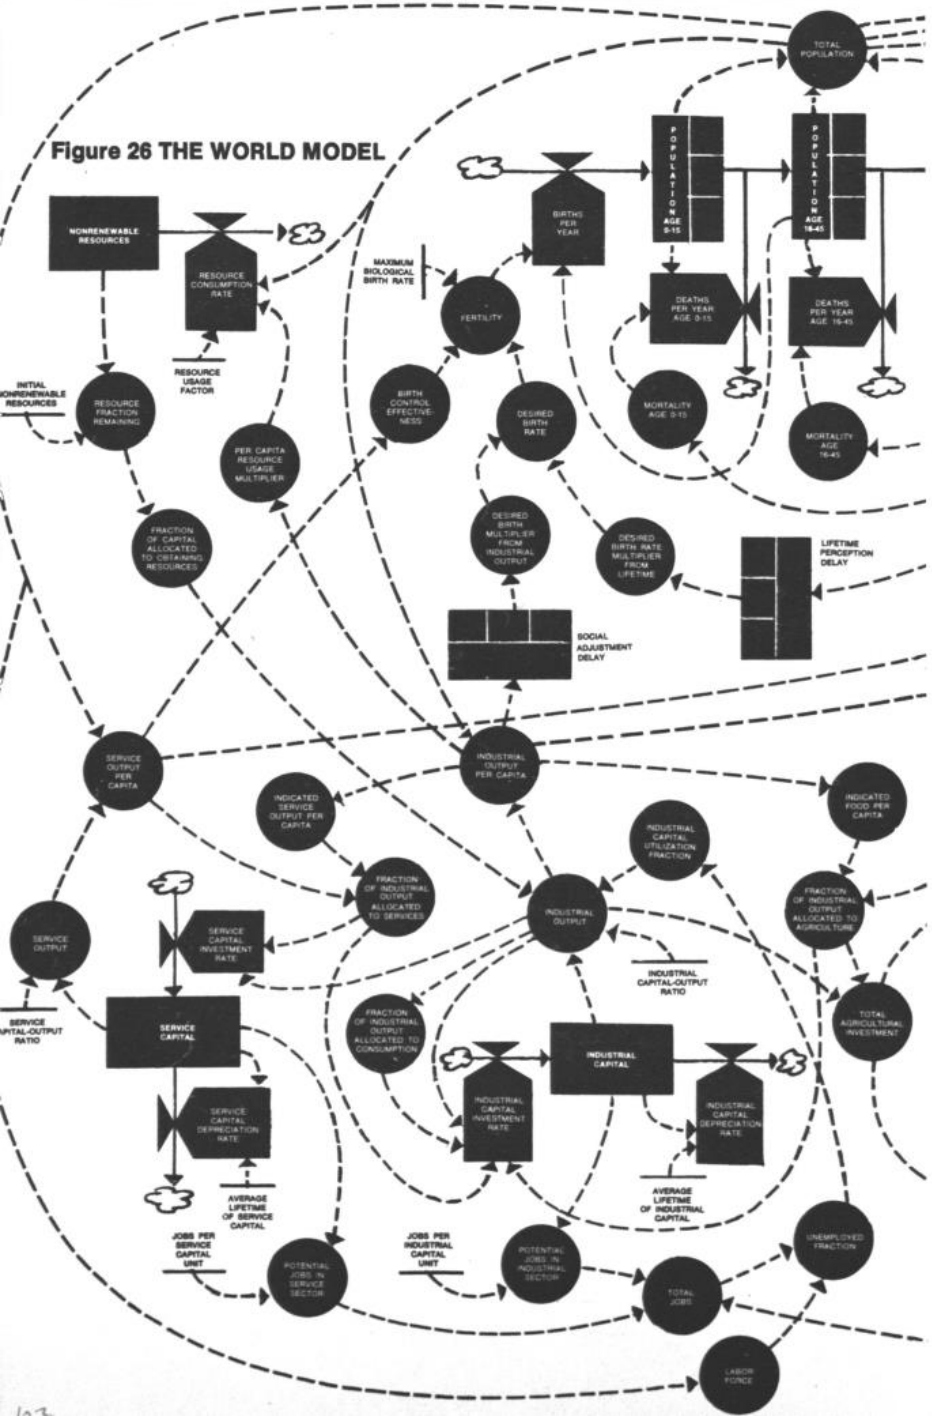 TOTAL
POPULATION
Figure 26 THE WORLD MODEL
POPULATION
AGE
0-15
POPULATION
AGE
16-45
NONRENEWABLE
RESOURCES
RESOURCE
CONSUMPTION
RATE
BIRTHS
PER
YEAR
MAXIMUM
BIOLOGICAL
BIRTH RATE
FERTILITY
DEATHS
PER YEAR
AGE 0-15
DEATHS
PER YEAR
AGE 16-45
RESOURCE
USAGE
FACTOR
INITIAL
NONRENEWABLE
RESOURCES
RESOURCE
FRACTION
REMAINING
BIRTH
CONTROL
EFFECTIVE-
NESS
DESIRED
BIRTH
RATE
MORTALITY
AGE 0-15
MORTALITY
AGE
16-45
PER CAPITA
RESOURCE
USAGE
MULTIPLIER
FRACTION
OF CAPITAL
ALLOCATED
TO OBTAINING
RESOURCES
DESIRED
BIRTH
MULTIPLIER
FROM
INDUSTRIAL
OUTPUT
DESIRED
BIRTH RATE
MULTIPLIER
FROM
LIFETIME
LIFETIME
PERCEPTION
DELAY
SOCIAL
ADJUSTMENT
DELAY
SERVICE
OUTPUT
PER
CAPITA
INDUSTRIAL
OUTPUT
PER CAPITA
INDICATED
SERVICE
OUTPUT PER
CAPITA
INDUSTRIAL
CAPITAL
UTILIZATION
FRACTION
INDICATED
FOOD PER
CAPITA
FRACTION
OF INDUSTRIAL
OUTPUT
ALLOCATED
TO SERVICES
INDUSTRIAL
OUTPUT
FRACTION
OF INDUSTRIAL
OUTPUT
ALLOCATED TO
AGRICULTURE
SERVICE
OUTPUT
SERVICE
CAPITAL
INVESTMENT
RATE
INDUSTRIAL
CAPITAL-OUTPUT
RATIO
SERVICE
CAPITAL-OUTPUT
RATIO
SERVICE
CAPITAL
FRACTION
OF INDUSTRIAL
OUTPUT
ALLOCATED TO
CONSUMPTION
INDUSTRIAL
CAPITAL
TOTAL
AGRICULTURAL
INVESTMENT
SERVICE
CAPITAL
DEPRECIATION
RATE
INDUSTRIAL
CAPITAL
INVESTMENT
RATE
INDUSTRIAL
CAPITAL
DEPRECIATION
RATE
AVERAGE
LIFETIME
OF SERVICE
CAPITAL
AVERAGE
LIFETIME
OF INDUSTRIAL
CAPITAL
JOBS PER
SERVICE
CAPITAL
UNIT
POTENTIAL
JOBS IN
SERVICE
SECTOR
JOBS PER
INDUSTRIAL
CAPITAL
UNIT
POTENTIAL
JOBS IN
INDUSTRIAL
SECTOR
TOTAL
JOBS
UNEMPLOYED
FRACTION
LABOR
FORCE